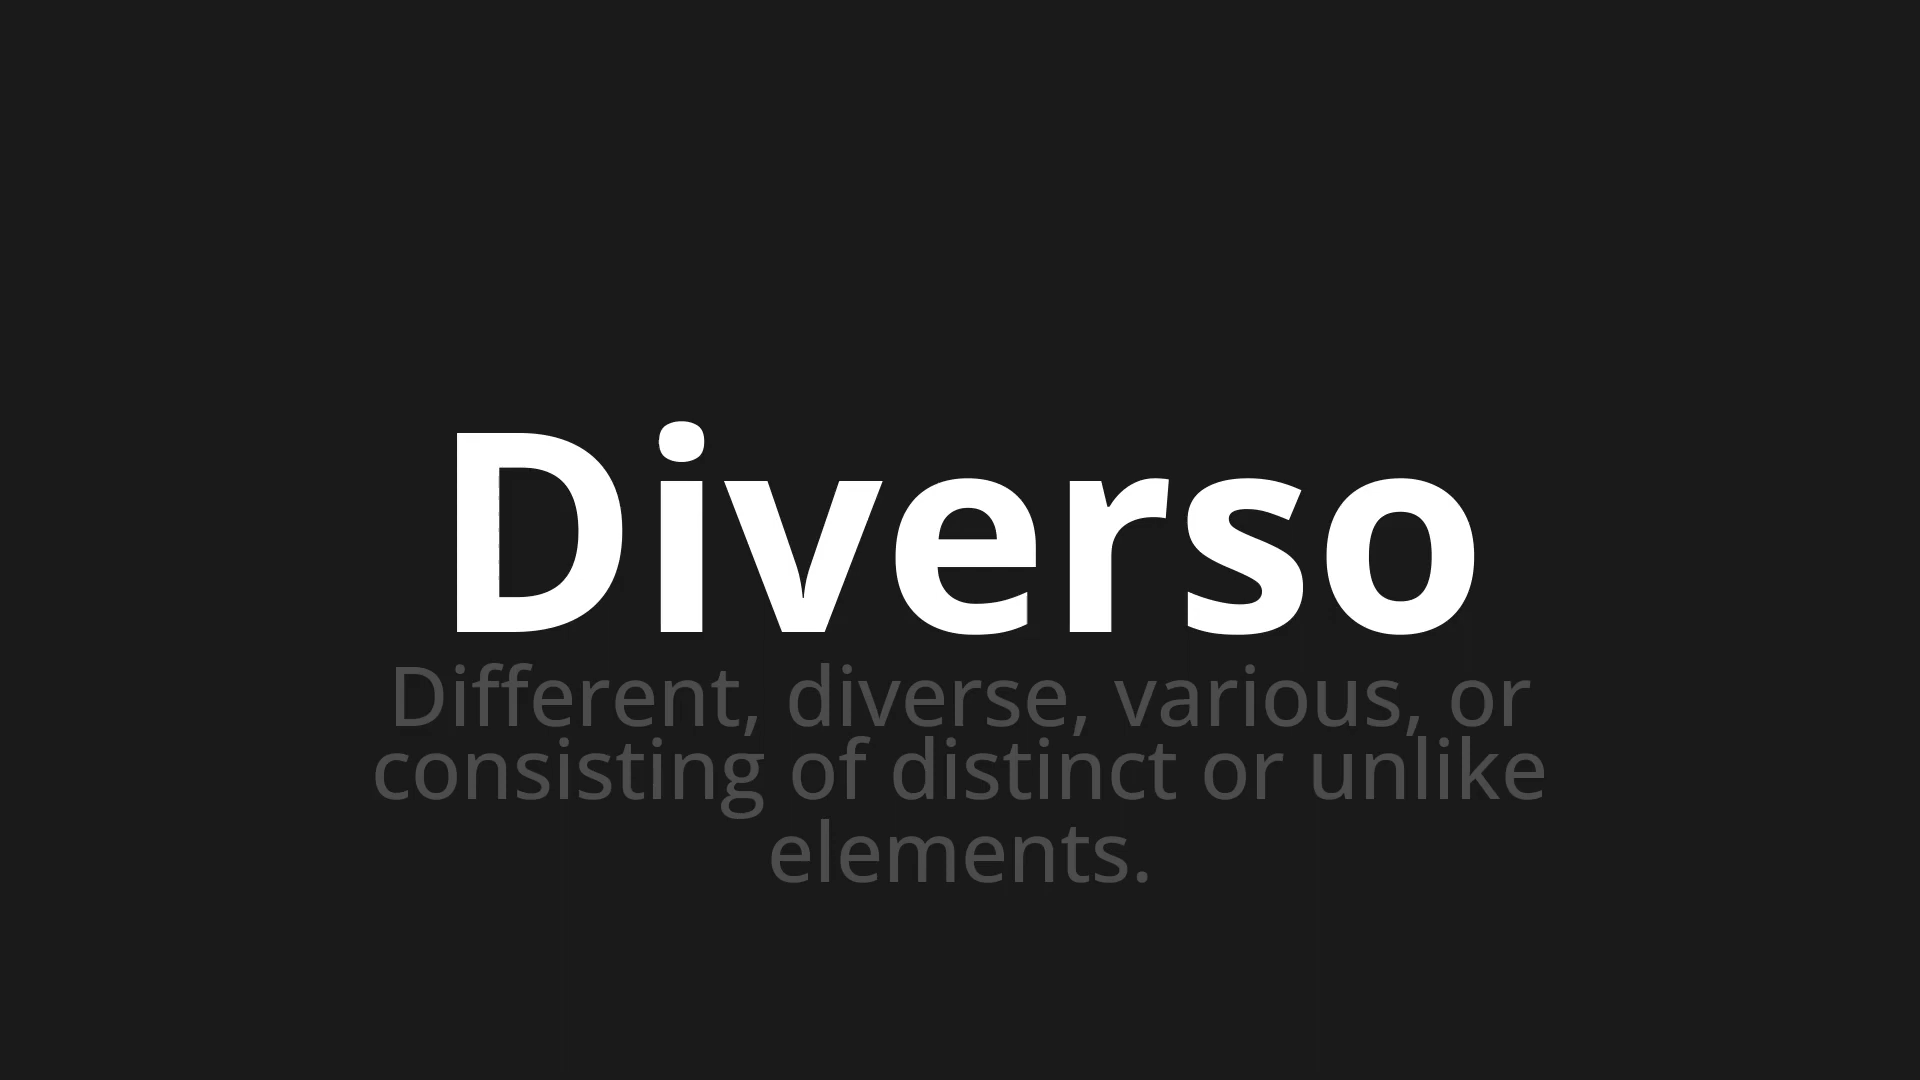 Diverso
Different, diverse, various, or
consisting of distinct or unlike
elements.